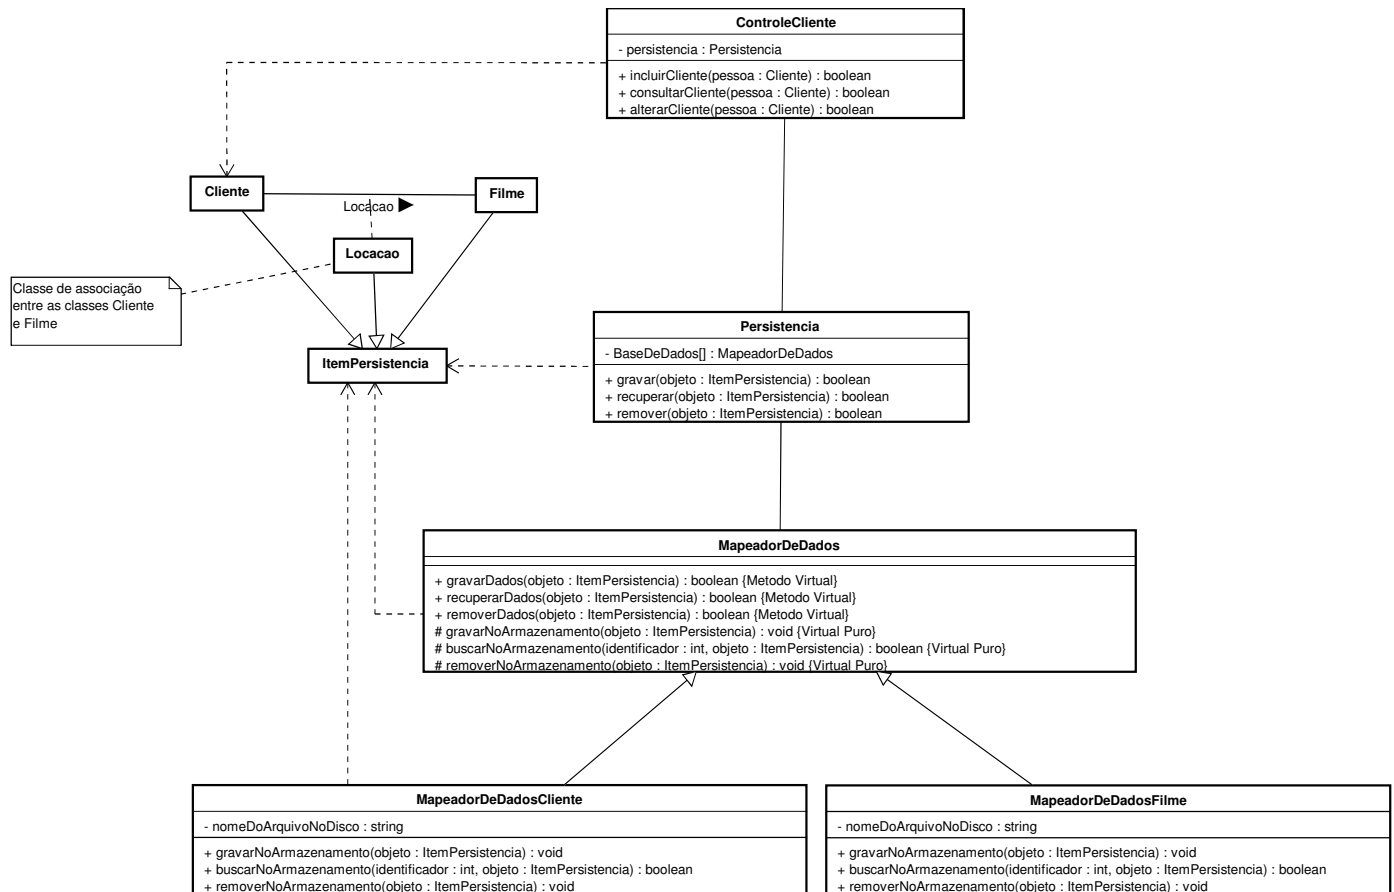 ControleCliente
- persistencia : Persistencia
+ incluirCliente(pessoa : Cliente) : boolean
+ consultarCliente(pessoa : Cliente) : boolean
+ alterarCliente(pessoa : Cliente) : boolean
Cliente
Filme
Locacao
Locacao
Classe de associação
entre as classes Cliente
e Filme
ItemPersistencia
Persistencia
- BaseDeDados[] : MapeadorDeDados
+ gravar(objeto : ItemPersistencia) : boolean
+ recuperar(objeto : ItemPersistencia) : boolean
+ remover(objeto : ItemPersistencia) : boolean
MapeadorDeDados
+ gravarDados(objeto : ItemPersistencia) : boolean {Metodo Virtual}
+ recuperarDados(objeto : ItemPersistencia) : boolean {Metodo Virtual}
+ removerDados(objeto : ItemPersistencia) : boolean {Metodo Virtual}
# gravarNoArmazenamento(objeto : ItemPersistencia) : void {Virtual Puro}
# buscarNoArmazenamento(identificador : int, objeto : ItemPersistencia) : boolean {Virtual Puro}
# removerNoArmazenamento(objeto : ItemPersistencia) : void {Virtual Puro}
MapeadorDeDadosCliente
- nomeDoArquivoNoDisco : string
+ gravarNoArmazenamento(objeto : ItemPersistencia) : void
+ buscarNoArmazenamento(identificador : int, objeto : ItemPersistencia) : boolean
+ removerNoArmazenamento(objeto : ItemPersistencia) : void
MapeadorDeDadosFilme
- nomeDoArquivoNoDisco : string
+ gravarNoArmazenamento(objeto : ItemPersistencia) : void
+ buscarNoArmazenamento(identificador : int, objeto : ItemPersistencia) : boolean
+ removerNoArmazenamento(objeto : ItemPersistencia) : void